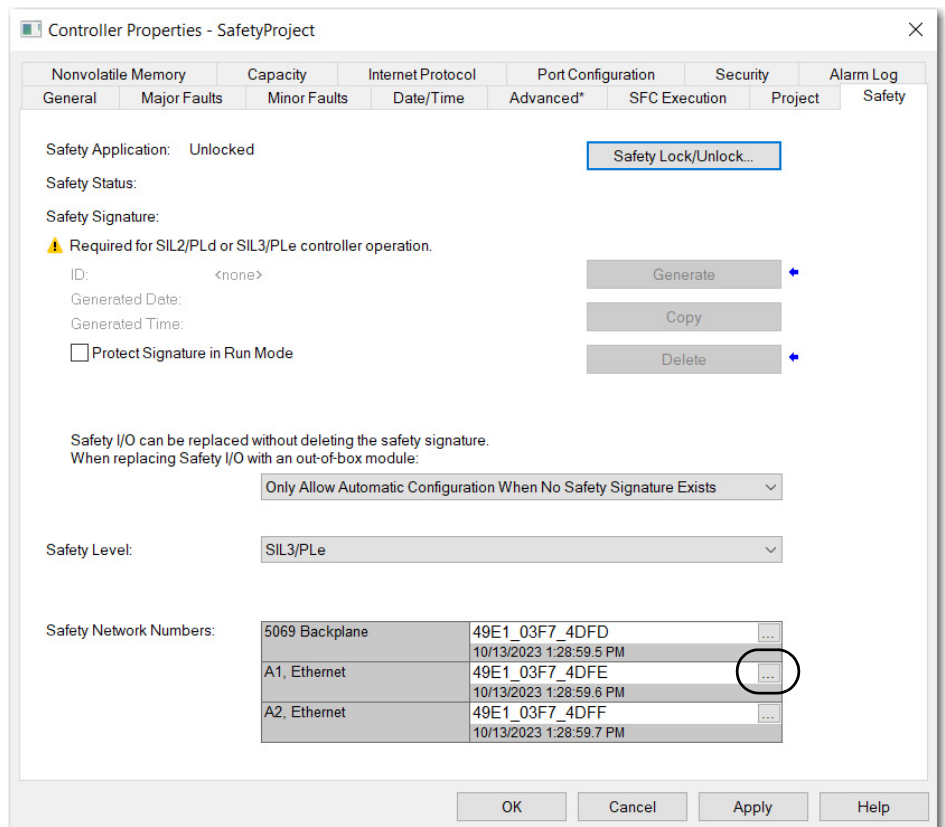 Controller Properties - SafetyProject
Nonvolatile Memory Capacity Internet Protocol Port Configuration Security Alarm Log
General Major Faults Minor Faults Date/Time Advanced* SFC Execution Project Safety
Safety Application: Unlocked
Safety Lock/Unlock...
Safety Status:
Safety Signature:
Required for SIL2/PLd or SIL3/PLe controller operation.
ID: <none>
Generate
Generated Date:
Generated Time:
Copy
Protect Signature in Run Mode
Delete
Safety I/O can be replaced without deleting the safety signature.
When replacing Safety I/O with an out-of-box module:
Only Allow Automatic Configuration When No Safety Signature Exists
Safety Level: SIL3/PLe
Safety Network Numbers: 5069 Backplane 49E1_03F7_4DFD ...
10/13/2023 1:28:59.5 PM
A1, Ethernet 49E1_03F7_4DFE ...
10/13/2023 1:28:59.6 PM
A2, Ethernet 49E1_03F7_4DFF ...
10/13/2023 1:28:59.7 PM
OK Cancel Apply Help